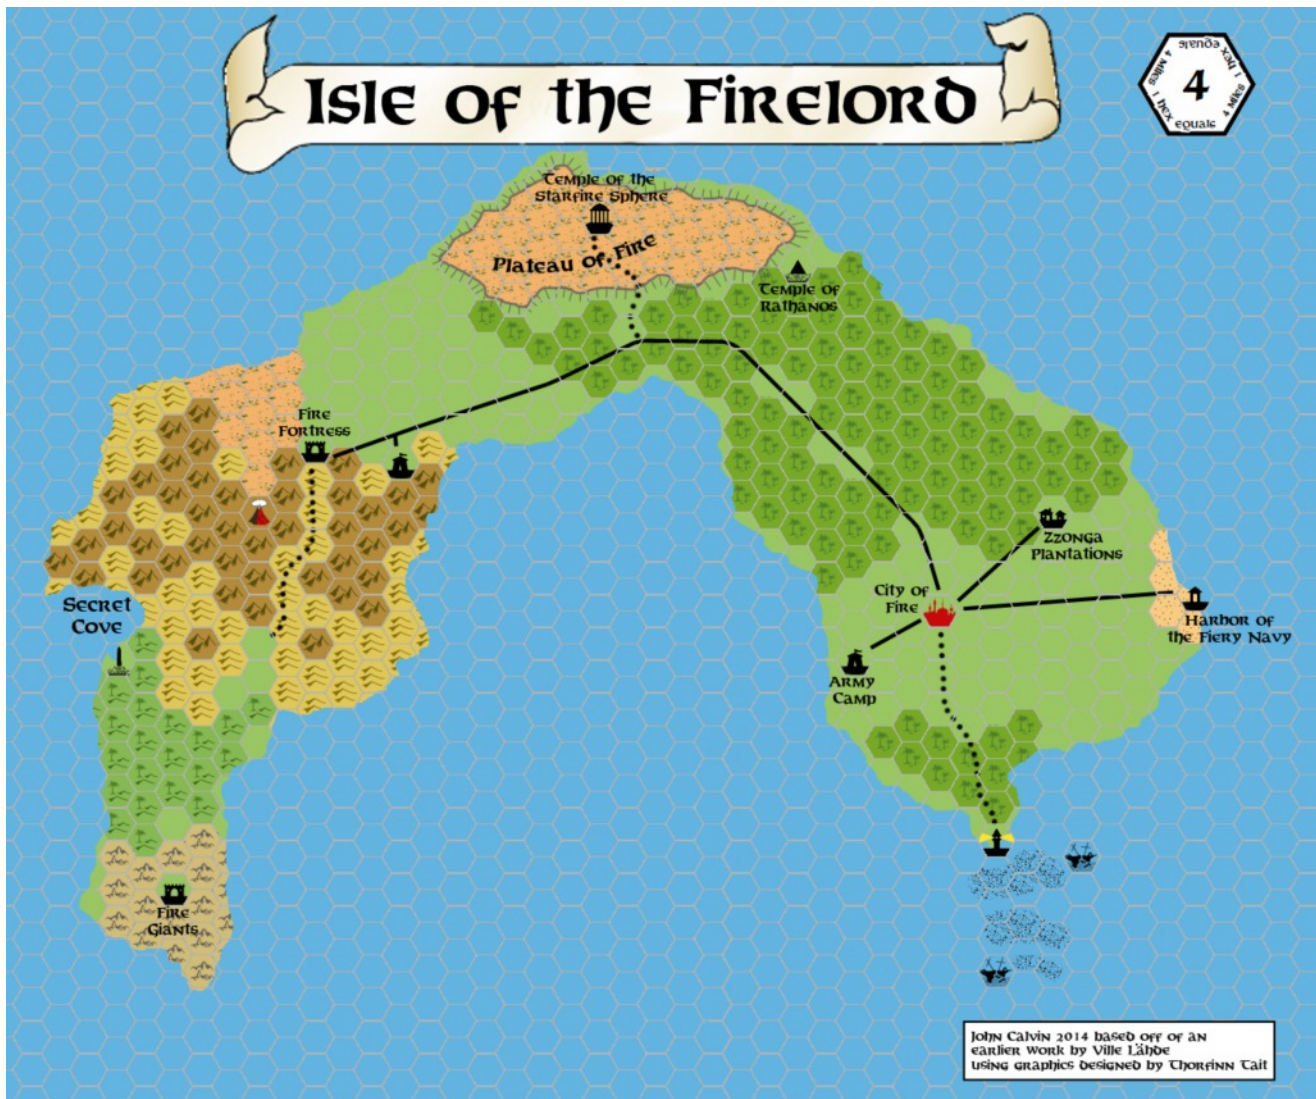 Isle of the Firelord
1 hex
equals
4 miles
4
1 hex
equals
4 miles
Temple of the
Starfire Sphere
Plateau of Fire
Temple of
Rathanos
Fire
Fortress
Zzonga
Plantations
Secret
Cove
City of
Fire
Harbor of
the Fiery Navy
Army
Camp
Fire
Giants
John Calvin 2014 based off of an
earlier work by Ville Lähde
using graphics designed by Thorfinn Tait